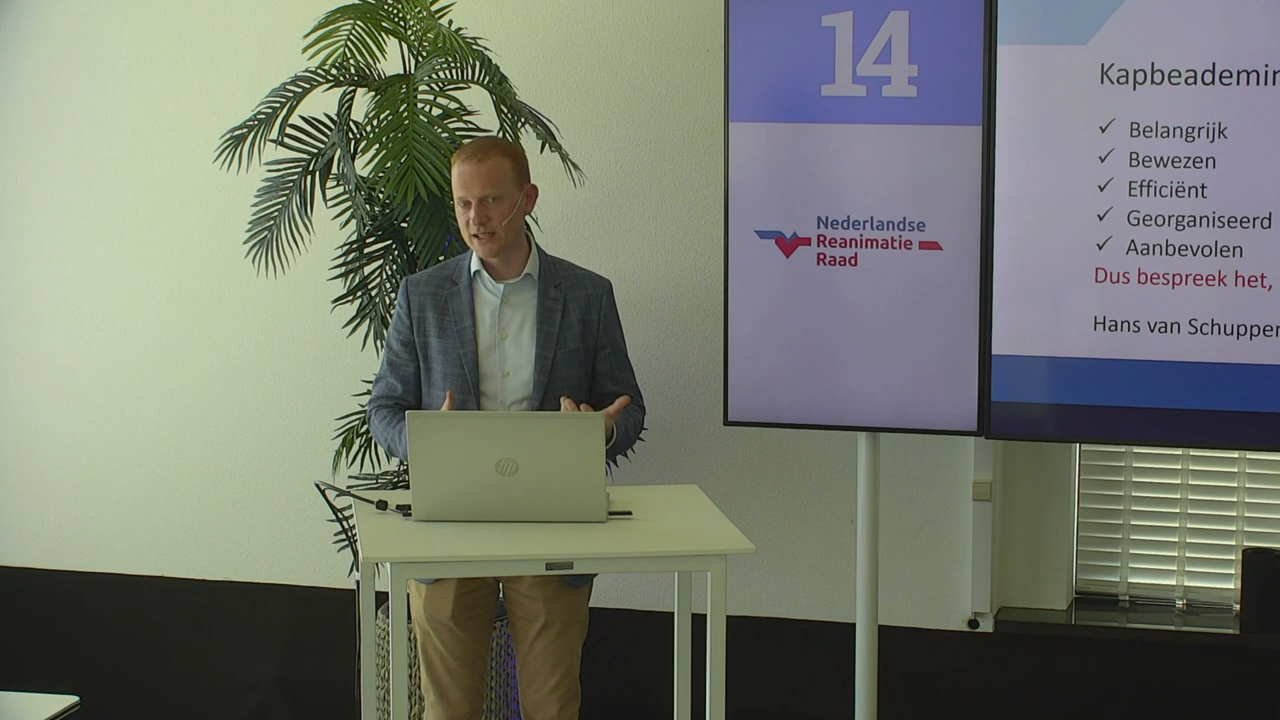 14
Nederlandse
Reanimatie
Raad
Kapbeademin
✓ Belangrijk
✓ Bewezen
✓ Efficiënt
✓ Georganiseerd
✓ Aanbevolen
Dus bespreek het,
Hans van Schuppen
hp